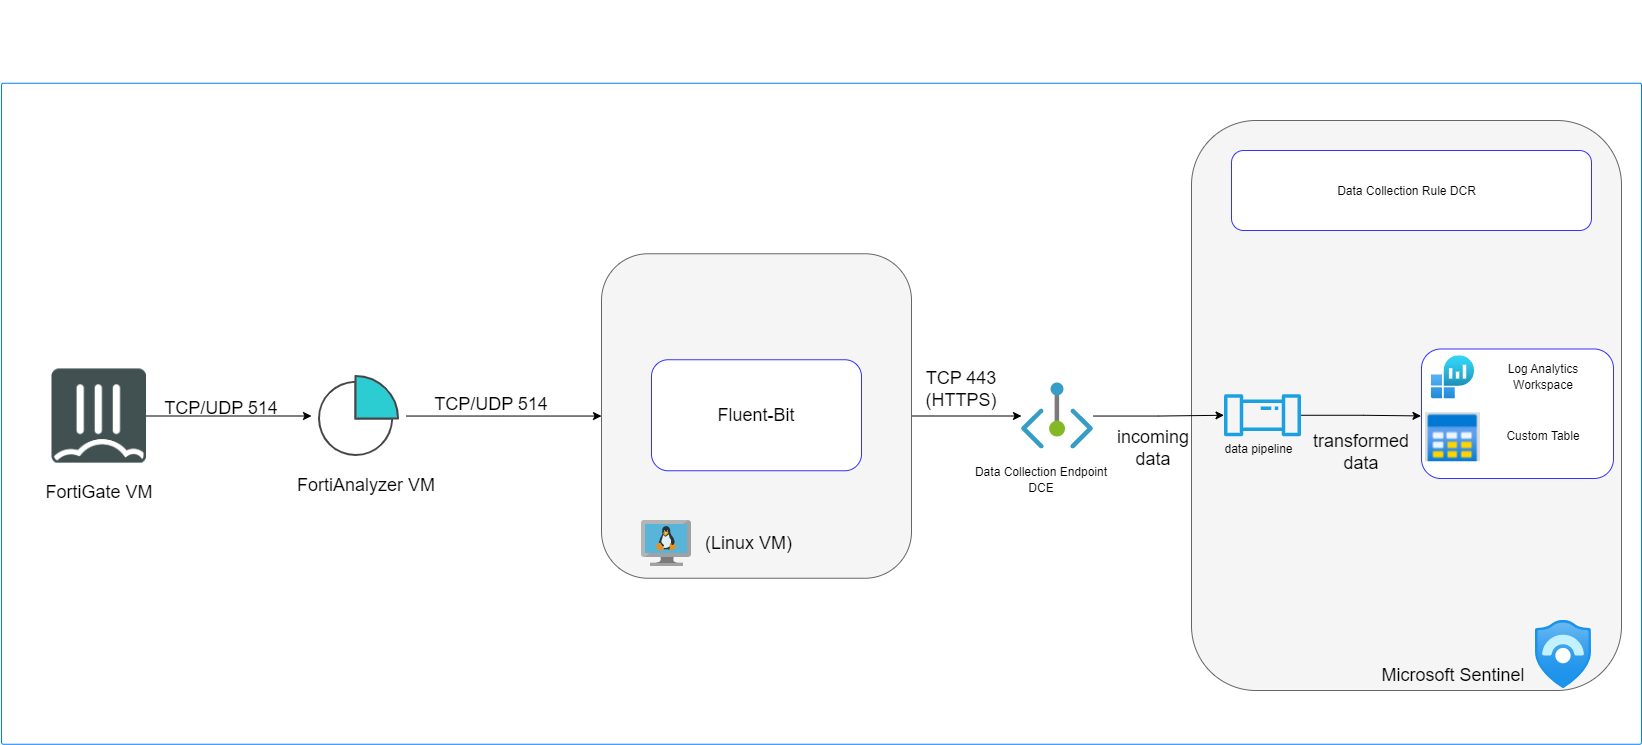 Data Collection Rule DCR
FortiGate VM
TCP/UDP 514
FortiAnalyzer VM
TCP/UDP 514
Fluent-Bit
(Linux VM)
TCP 443
(HTTPS)
Data Collection Endpoint
DCE
incoming
data
data pipeline
transformed
data
Log Analytics
Workspace
Custom Table
Microsoft Sentinel